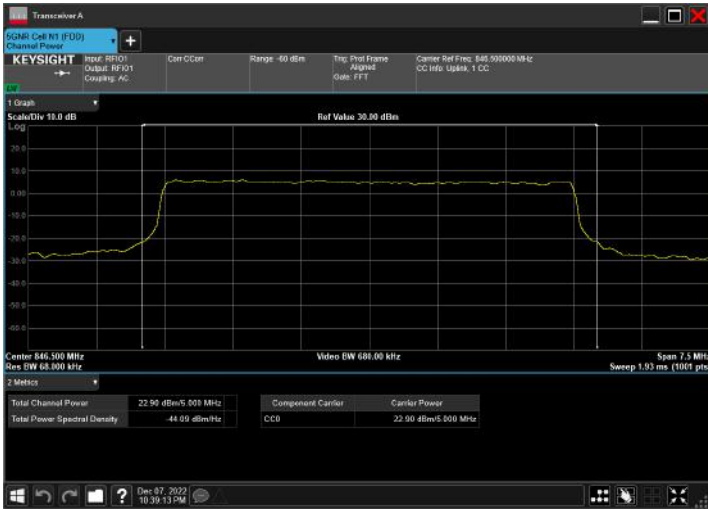 Transceiver A
5GNR Cell N1 (FDD)
Channel Power
KEYSIGHT
Input: RFIO1
Output: RFIO1
Coupling: AC
Corr CCorr
Range: -60 dBm
Trig: Prot Frame
Aligned
Gate: FFT
Carrier Ref Freq: 846.500000 MHz
CC Info: Uplink, 1 CC
1 Graph
Scale/Div 10.0 dB
Ref Value 30.00 dBm
Log
20.0
10.0
0.00
-10.0
-20.0
-30.0
-40.0
-50.0
-60.0
Center 846.500 MHz
Video BW 680.00 kHz
Span 7.5 MHz
Res BW 68.000 kHz
Sweep 1.93 ms (1001 pts
2 Metrics
Total Channel Power 22.90 dBm/5.000 MHz
Total Power Spectral Density -44.09 dBm/Hz
Component Carrier Carrier Power
CC0 22.90 dBm/5.000 MHz
?
Dec 07, 2022
10:39:13 PM